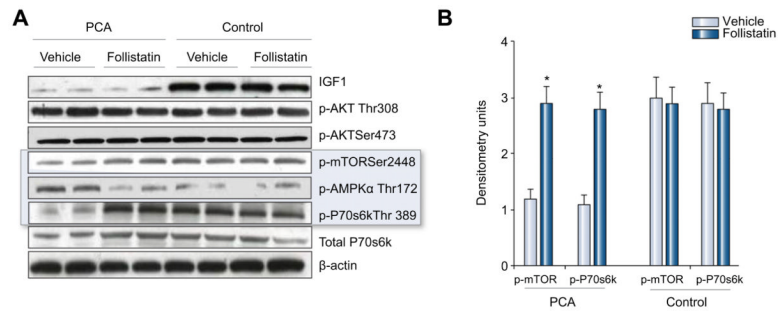 A
PCA Control
Vehicle Follistatin Vehicle Follistatin
IGF1
p-AKT Thr308
p-AKTSer473
p-mTORSer2448
p-AMPKα Thr172
p-P70s6kThr 389
Total P70s6k
β-actin
B
Vehicle
Follistatin
Densitometry units
4
3
2
1
0
* *
p-mTOR p-P70s6k p-mTOR p-P70s6k
PCA Control